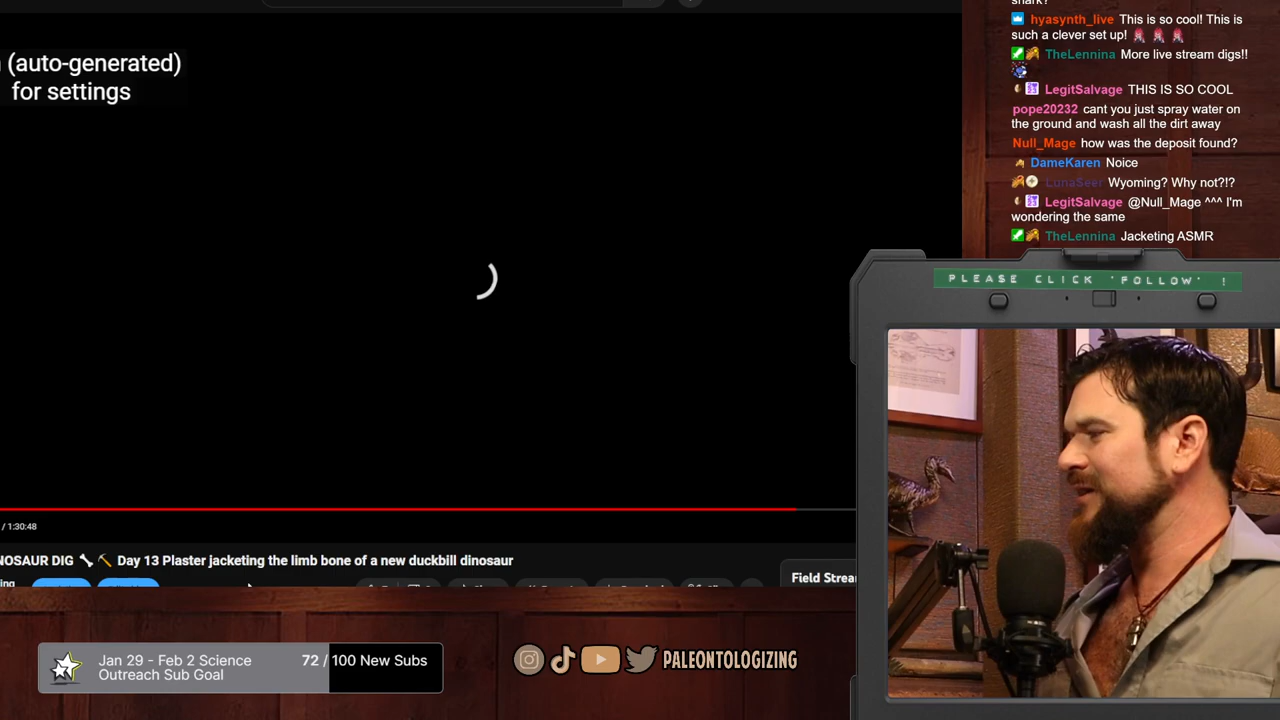 (auto-generated)
for settings
/ 1:30:48
NOSAUR DIG 🦴 ⛏️ Day 13 Plaster jacketing the limb bone of a new duckbill dinosaur
ing
Field Strea
shark?
hyasynth_live This is so cool! This is
such a clever set up!
TheLennina More live stream digs!!
LegitSalvage THIS IS SO COOL
pope20232 cant you just spray water on
the ground and wash all the dirt away
Null_Mage how was the deposit found?
DameKaren Noice
LunaSeer Wyoming? Why not?!?
LegitSalvage @Null_Mage ^^^ I'm
wondering the same
TheLennina Jacketing ASMR
PLEASE CLICK 'FOLLOW' !
Jan 29 - Feb 2 Science
Outreach Sub Goal
72 / 100 New Subs
PALEONTOLOGIZING